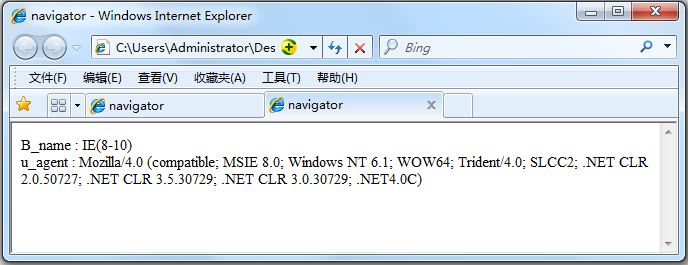 navigator - Windows Internet Explorer
C:\Users\Administrator\Des
Bing
文件(F) 编辑(E) 查看(V) 收藏夹(A) 工具(T) 帮助(H)
navigator navigator
B_name : IE(8-10)
u_agent : Mozilla/4.0 (compatible; MSIE 8.0; Windows NT 6.1; WOW64; Trident/4.0; SLCC2; .NET CLR
2.0.50727; .NET CLR 3.5.30729; .NET CLR 3.0.30729; .NET4.0C)